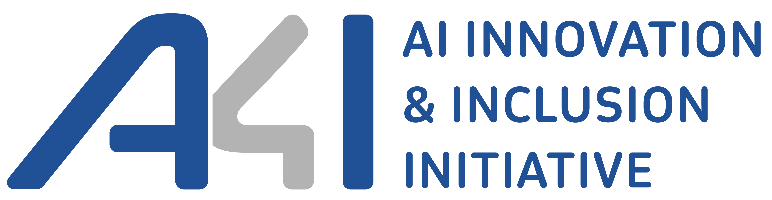 A4I
AI INNOVATION
& INCLUSION
INITIATIVE